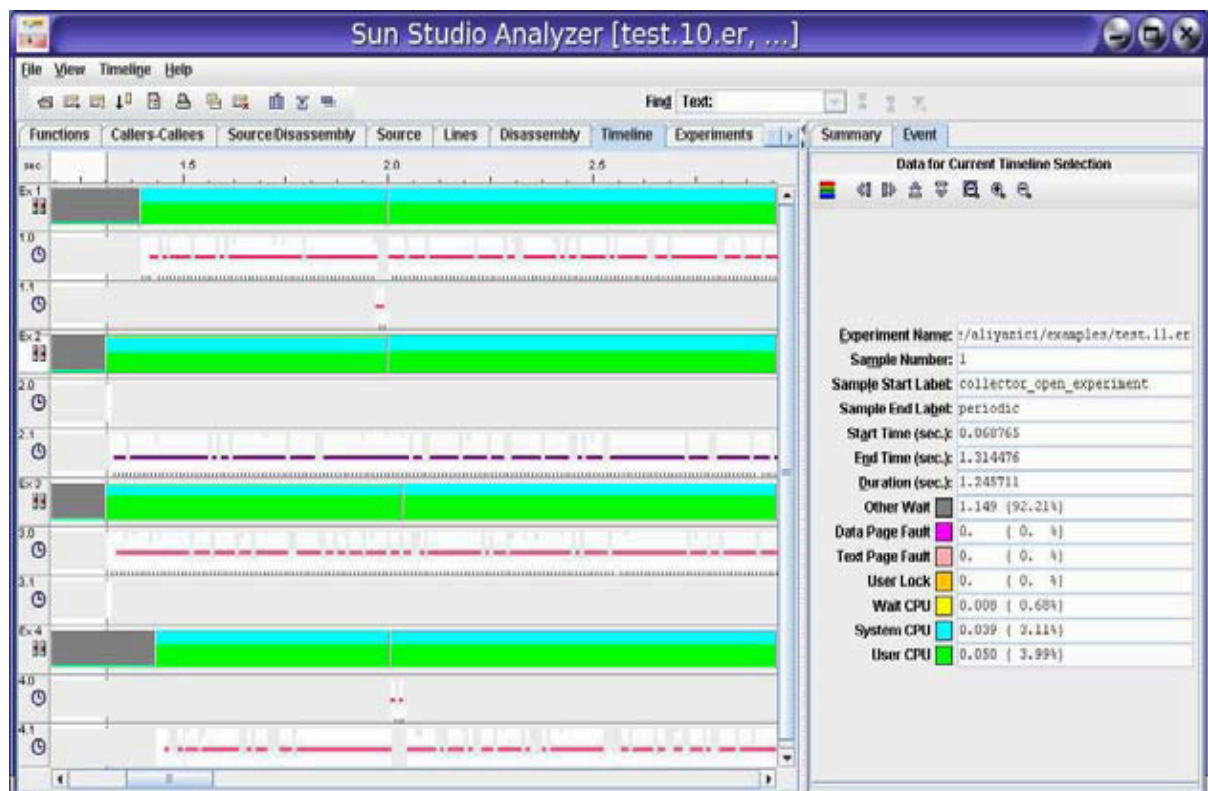 Sun Studio Analyzer [test.10.er, ...]
File View Timeline Help
Find Text:
Functions Callers-Callees Source/Disassembly Source Lines Disassembly Timeline Experiments Summary Event
sec. 1.5 2.0 2.5
Data for Current Timeline Selection
Ex 1
1.0
1.1
Ex 2
2.0
2.1
Ex 3
3.0
3.1
Ex 4
4.0
4.1
Experiment Name: :/aliyazici/examples/test.11.er
Sample Number: 1
Sample Start Label: collector_open_experiment
Sample End Label: periodic
Start Time (sec.): 0.068765
End Time (sec.): 1.314476
Duration (sec.): 1.245711
Other Wait 1.149 (92.21%)
Data Page Fault 0. ( 0. %)
Text Page Fault 0. ( 0. %)
User Lock 0. ( 0. %)
Wait CPU 0.008 ( 0.68%)
System CPU 0.039 ( 3.11%)
User CPU 0.050 ( 3.99%)